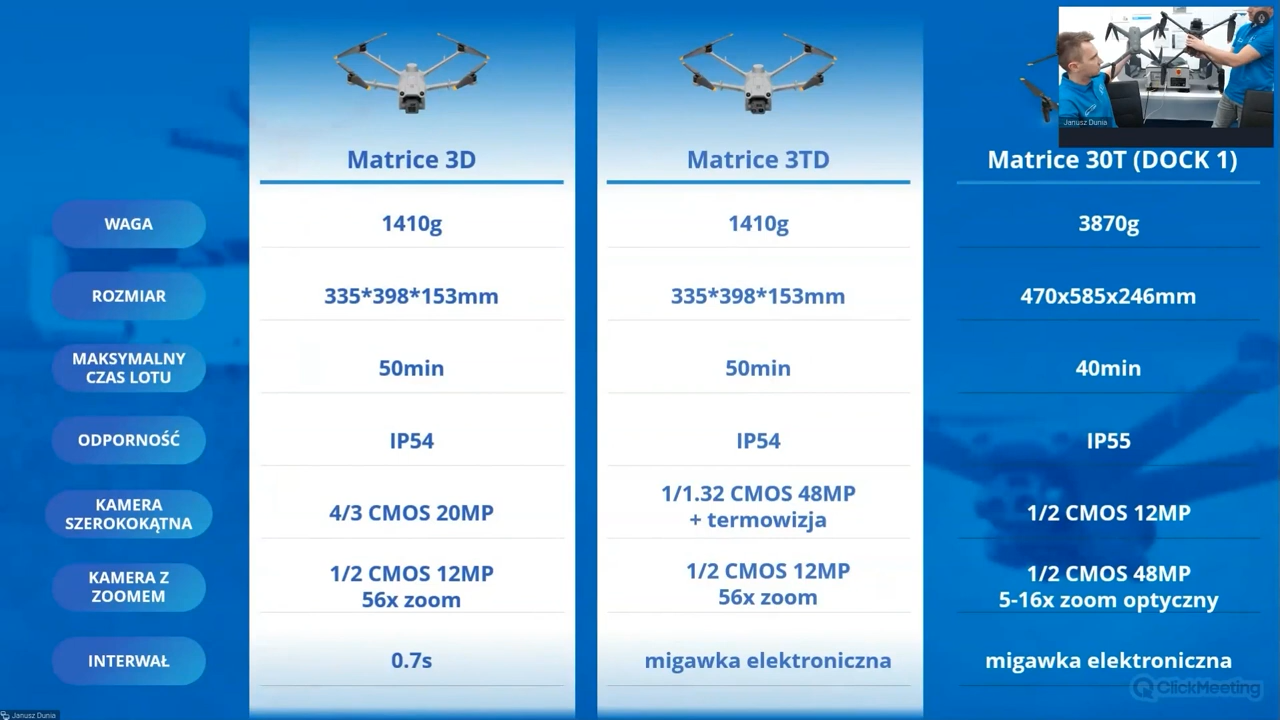 Janusz Dunia
Matrice 3D
Matrice 3TD
Matrice 30T (DOCK 1)
WAGA
1410g
1410g
3870g
ROZMIAR
335*398*153mm
335*398*153mm
470x585x246mm
MAKSYMALNY
CZAS LOTU
50min
50min
40min
ODPORNOŚĆ
IP54
IP54
IP55
KAMERA
SZEROKOKĄTNA
4/3 CMOS 20MP
1/1.32 CMOS 48MP
+ termowizja
1/2 CMOS 12MP
KAMERA Z
ZOOMEM
1/2 CMOS 12MP
56x zoom
1/2 CMOS 12MP
56x zoom
1/2 CMOS 48MP
5-16x zoom optyczny
INTERWAŁ
0.7s
migawka elektroniczna
migawka elektroniczna
ClickMeeting
Janusz Dunia